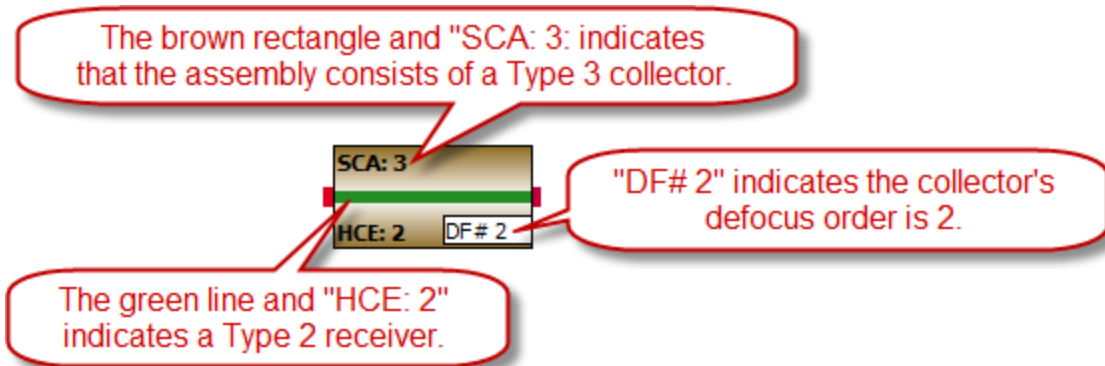 The brown rectangle and "SCA: 3: indicates
that the assembly consists of a Type 3 collector.
SCA: 3
HCE: 2
DF# 2
"DF# 2" indicates the collector's
defocus order is 2.
The green line and "HCE: 2"
indicates a Type 2 receiver.